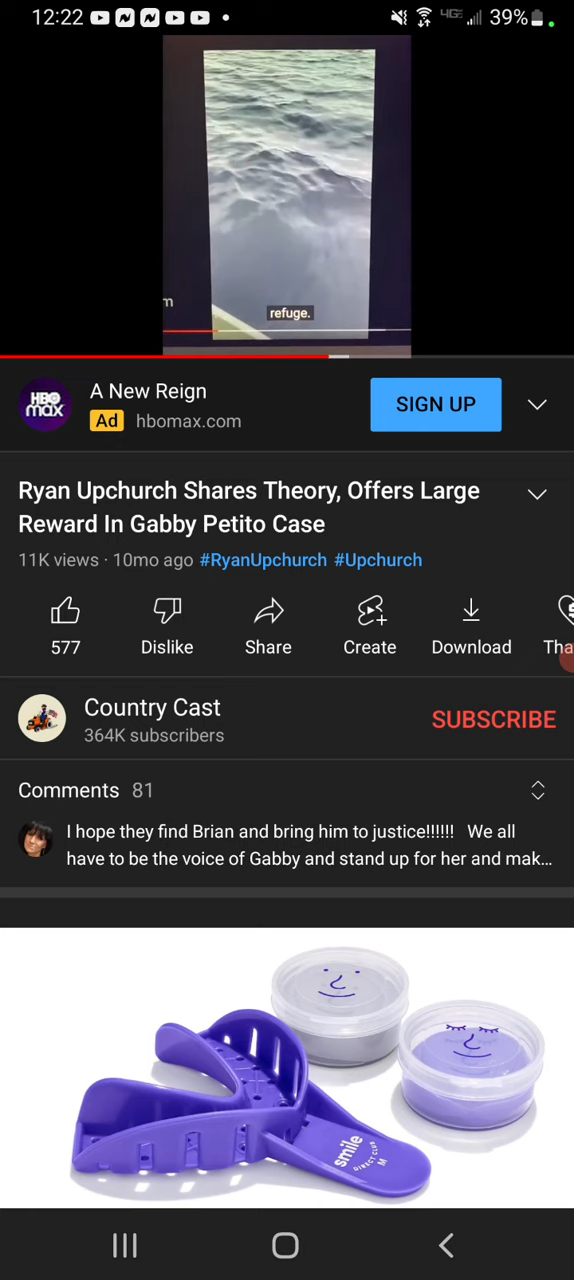 12:22
4GE
39%
m
refuge.
HBO
max
A New Reign
Ad hbomax.com
SIGN UP
Ryan Upchurch Shares Theory, Offers Large
Reward In Gabby Petito Case
11K views · 10mo ago #RyanUpchurch #Upchurch
577
Dislike
Share
Create
Download
Tha
Country Cast
364K subscribers
SUBSCRIBE
Comments 81
I hope they find Brian and bring him to justice!!!!!! We all
have to be the voice of Gabby and stand up for her and mak...
smile
DIRECT CLUB
M